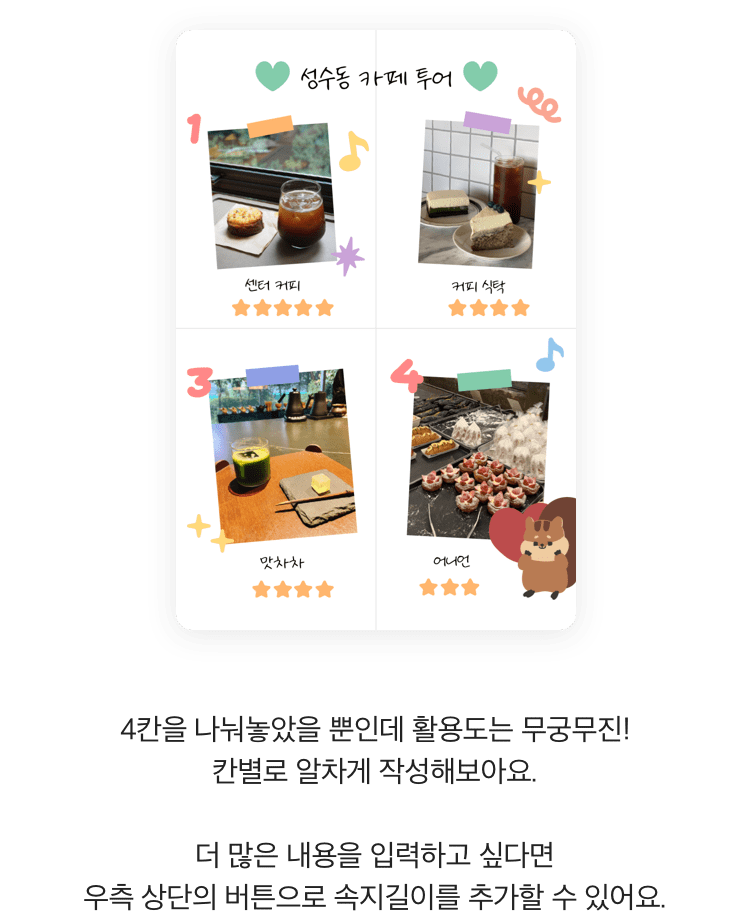 성수동 카페 투어
1
센터 커피
커피 식탁
3
4
맛차차
어니언
4칸을 나눠놓았을 뿐인데 활용도는 무궁무진!
칸별로 알차게 작성해보아요.
더 많은 내용을 입력하고 싶다면
우측 상단의 버튼으로 속지길이를 추가할 수 있어요.